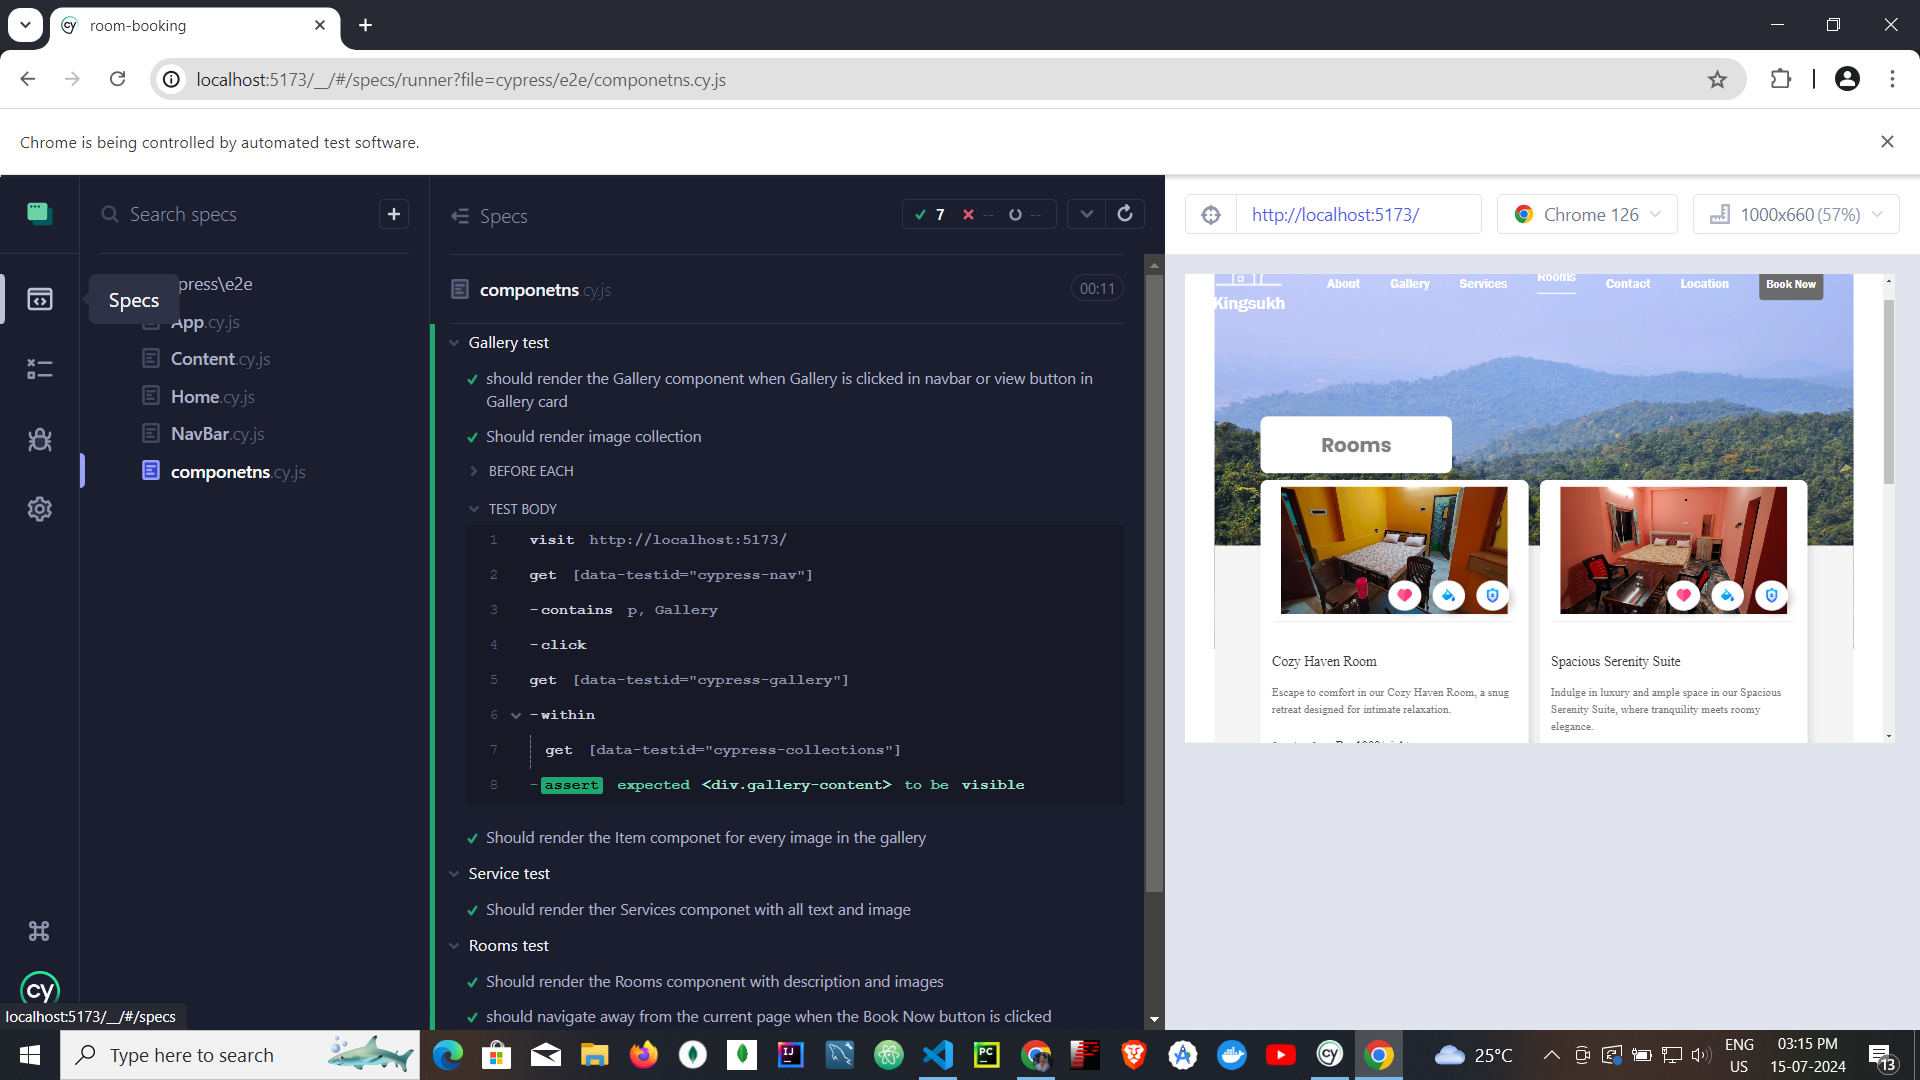 room-booking
localhost:5173/__/#/specs/runner?file=cypress/e2e/componetns.cy.js
Chrome is being controlled by automated test software.
Search specs
press\e2e
Specs
App.cy.js
Content.cy.js
Home.cy.js
NavBar.cy.js
componetns.cy.js
cy
localhost:5173/__/#/specs
Specs
7 -- --
componetns.cy.js
00:11
Gallery test
should render the Gallery component when Gallery is clicked in navbar or view button in
Gallery card
Should render image collection
BEFORE EACH
TEST BODY
1 visit http://localhost:5173/
2 get [data-testid="cypress-nav"]
3 -contains p, Gallery
4 -click
5 get [data-testid="cypress-gallery"]
6 -within
7 get [data-testid="cypress-collections"]
8 -assert expected <div.gallery-content> to be visible
Should render the Item componet for every image in the gallery
Service test
Should render ther Services componet with all text and image
Rooms test
Should render the Rooms component with description and images
should navigate away from the current page when the Book Now button is clicked
http://localhost:5173/
Chrome 126
1000x660 (57%)
Kingsukh
About Gallery Services Rooms Contact Location Book Now
Rooms
Cozy Haven Room
Escape to comfort in our Cozy Haven Room, a snug
retreat designed for intimate relaxation.
Spacious Serenity Suite
Indulge in luxury and ample space in our Spacious
Serenity Suite, where tranquility meets roomy
elegance.
Type here to search
25°C
ENG
US
03:15 PM
15-07-2024
13